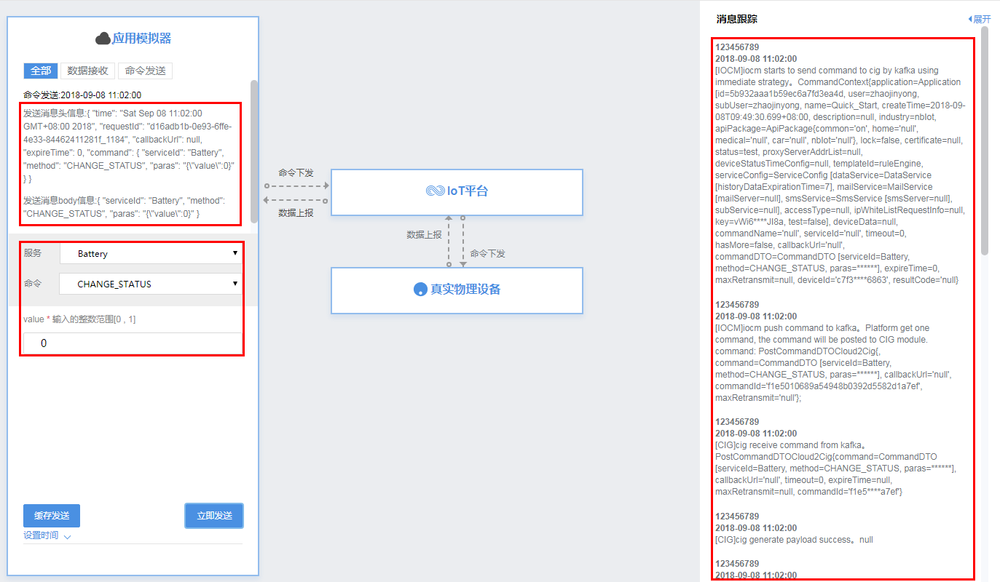 应用模拟器
全部 数据接收 命令发送
命令发送:2018-09-08 11:02:00
发送消息头信息:{ "time": "Sat Sep 08 11:02:00
GMT+08:00 2018", "requestId": "d16adb1b-0e93-6ffe-
4e33-84462411281f_1184", "callbackUrl": null,
"expireTime": 0, "command": { "serviceId": "Battery",
"method": "CHANGE_STATUS", "paras": "{\"value\":0}"
} }
发送消息body信息:{ "serviceId": "Battery", "method":
"CHANGE_STATUS", "paras": "{\"value\":0}" }
服务 Battery
命令 CHANGE_STATUS
value * 输入的整数范围[0 , 1]
0
缓存发送 立即发送
设置时间
命令下发
数据上报
IoT平台
数据上报
命令下发
真实物理设备
消息跟踪 展开
123456789
2018-09-08 11:02:00
[IOCM]iocm starts to send command to cig by kafka using
immediate strategy。CommandContext{application=Application
[id=5b932aaa1b59ec6a7fd3ea4d, user=zhaojinyong,
subUser=zhaojinyong, name=Quick_Start, createTime=2018-09-
08T09:49:30.699+08:00, description=null, industry=nbIot,
apiPackage=ApiPackage{common='on', home='null',
medical='null', car='null', nbIot='null'}, lock=false, certificate=null,
status=test, proxyServerAddrList=null,
deviceStatusTimeConfig=null, templateId=ruleEngine,
serviceConfig=ServiceConfig [dataService=DataService
[historyDataExpirationTime=7], mailService=MailService
[mailServer=null], smsService=SmsService [smsServer=null],
subService=null], accessType=null, ipWhiteListRequestInfo=null,
key=vWi6****JI8a, test=false], deviceData=null,
commandName='null', serviceId='null', timeout=0,
hasMore=false, callbackUrl='null',
commandDTO=CommandDTO [serviceId=Battery,
method=CHANGE_STATUS, paras=******], expireTime=0,
maxRetransmit=null, deviceId='c7f3****6863', resultCode='null}
123456789
2018-09-08 11:02:00
[IOCM]iocm push command to kafka。Platform get one
command, the command will be posted to CIG module.
command: PostCommandDTOCloud2Cig{,
command=CommandDTO [serviceId=Battery,
method=CHANGE_STATUS, paras=******], callbackUrl='null',
commandId='f1e5010689a54948b0392d5582d1a7ef',
maxRetransmit='null'};
123456789
2018-09-08 11:02:00
[CIG]cig receive command from kafka。
PostCommandDTOCloud2Cig{command=CommandDTO
[serviceId=Battery, method=CHANGE_STATUS, paras=******],
callbackUrl='null', timeout=0, expireTime=null,
maxRetransmit=null, commandId='f1e5****a7ef'}
123456789
2018-09-08 11:02:00
[CIG]cig generate payload success。null
123456789
2018-09-08 11:02:00